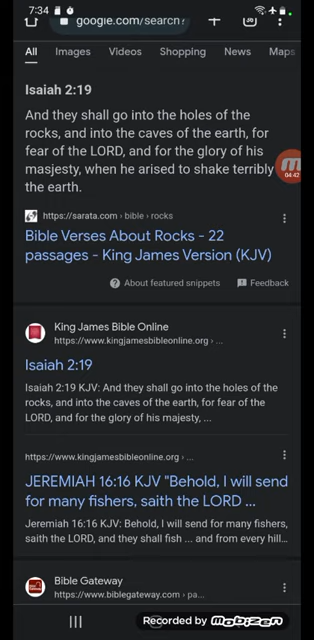 7:34
google.com/search?
All Images Videos Shopping News Maps
Isaiah 2:19
And they shall go into the holes of the
rocks, and into the caves of the earth, for
fear of the LORD, and for the glory of his
masjesty, when he arised to shake terribly
the earth.
04:42
https://sarata.com › bible › rocks
Bible Verses About Rocks - 22
passages - King James Version (KJV)
About featured snippets Feedback
King James Bible Online
https://www.kingjamesbibleonline.org › ...
Isaiah 2:19
Isaiah 2:19 KJV: And they shall go into the holes of the
rocks, and into the caves of the earth, for fear of the
LORD, and for the glory of his majesty, ...
https://www.kingjamesbibleonline.org › ...
JEREMIAH 16:16 KJV "Behold, I will send
for many fishers, saith the LORD ...
Jeremiah 16:16 KJV: Behold, I will send for many fishers,
saith the LORD, and they shall fish ... and from every hill...
Bible Gateway
https://www.biblegateway.com › pa...
Recorded by mobizen